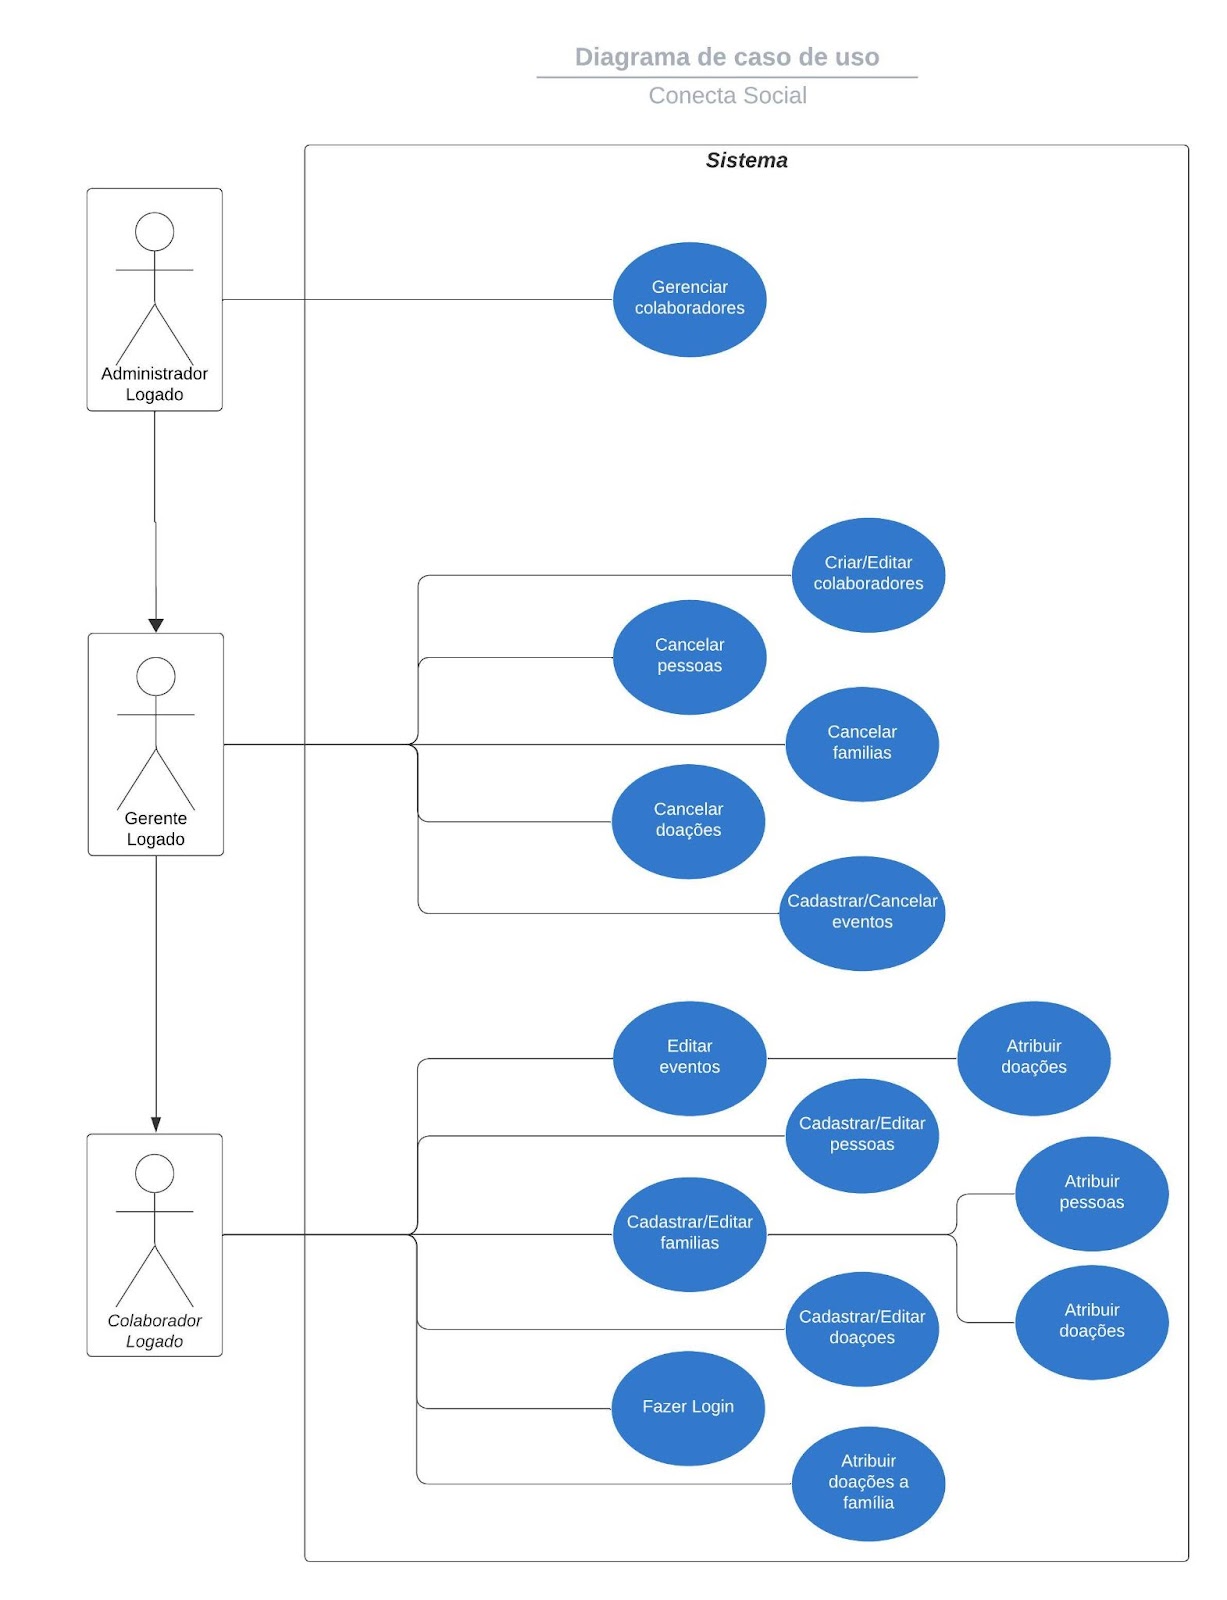 Diagrama de caso de uso
Conecta Social
Sistema
Administrador
Logado
Gerenciar
colaboradores
Criar/Editar
colaboradores
Cancelar
pessoas
Cancelar
familias
Gerente
Logado
Cancelar
doações
Cadastrar/Cancelar
eventos
Editar
eventos
Atribuir
doações
Cadastrar/Editar
pessoas
Atribuir
pessoas
Cadastrar/Editar
familias
Colaborador
Logado
Cadastrar/Editar
doaçoes
Atribuir
doações
Fazer Login
Atribuir
doações a
família